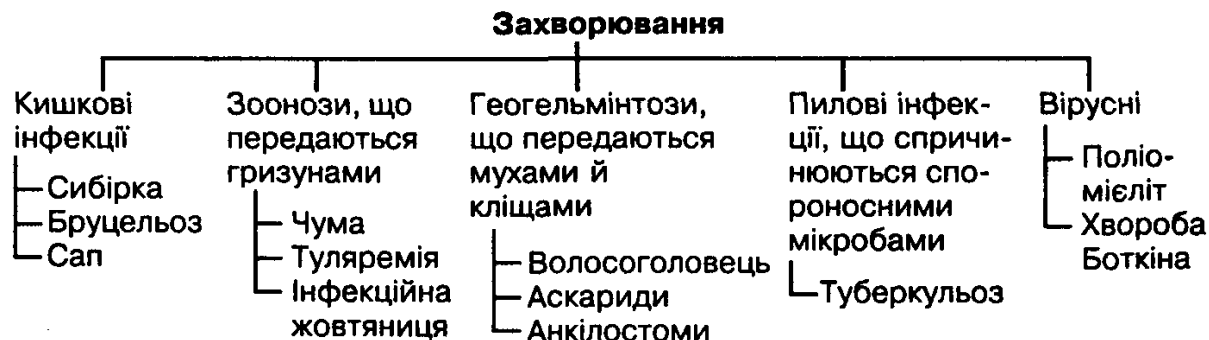 Захворювання
Кишкові
інфекції
Сибірка
Бруцельоз
Сап
Зоонози, що
передаються
гризунами
Чума
Туляремія
Інфекційна
жовтяниця
Геогельмінтози,
що передаються
мухами й
кліщами
Волосоголовець
Аскариди
Анкілостоми
Пилові інфек-
ції, що спричи-
нюються спо-
роносними
мікробами
Туберкульоз
Вірусні
Поліо-
мієліт
Хвороба
Боткіна